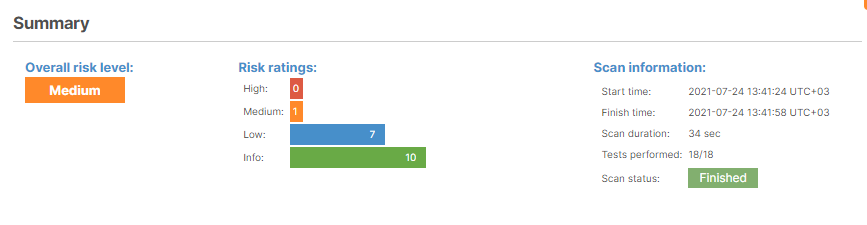 Summary
Overall risk level:
Medium
Risk ratings:
High: 0
Medium: 1
Low: 7
Info: 10
Scan information:
Start time: 2021-07-24 13:41:24 UTC+03
Finish time: 2021-07-24 13:41:58 UTC+03
Scan duration: 34 sec
Tests performed: 18/18
Scan status: Finished